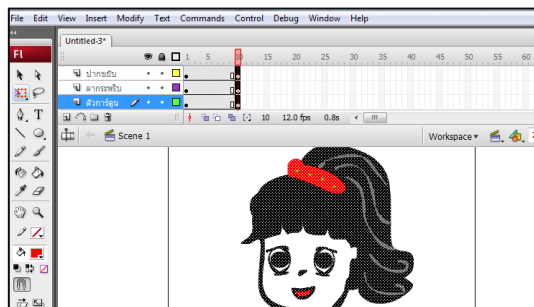 File Edit View Insert Modify Text Commands Control Debug Window Help
Untitled-3*
Fl
1 5 10 15 20 25 30 35 40 45 50 55 60
ปากขยับ
ตากระพริบ
ตัวการ์ตูน
10 12.0 fps 0.8s
Scene 1
Workspace